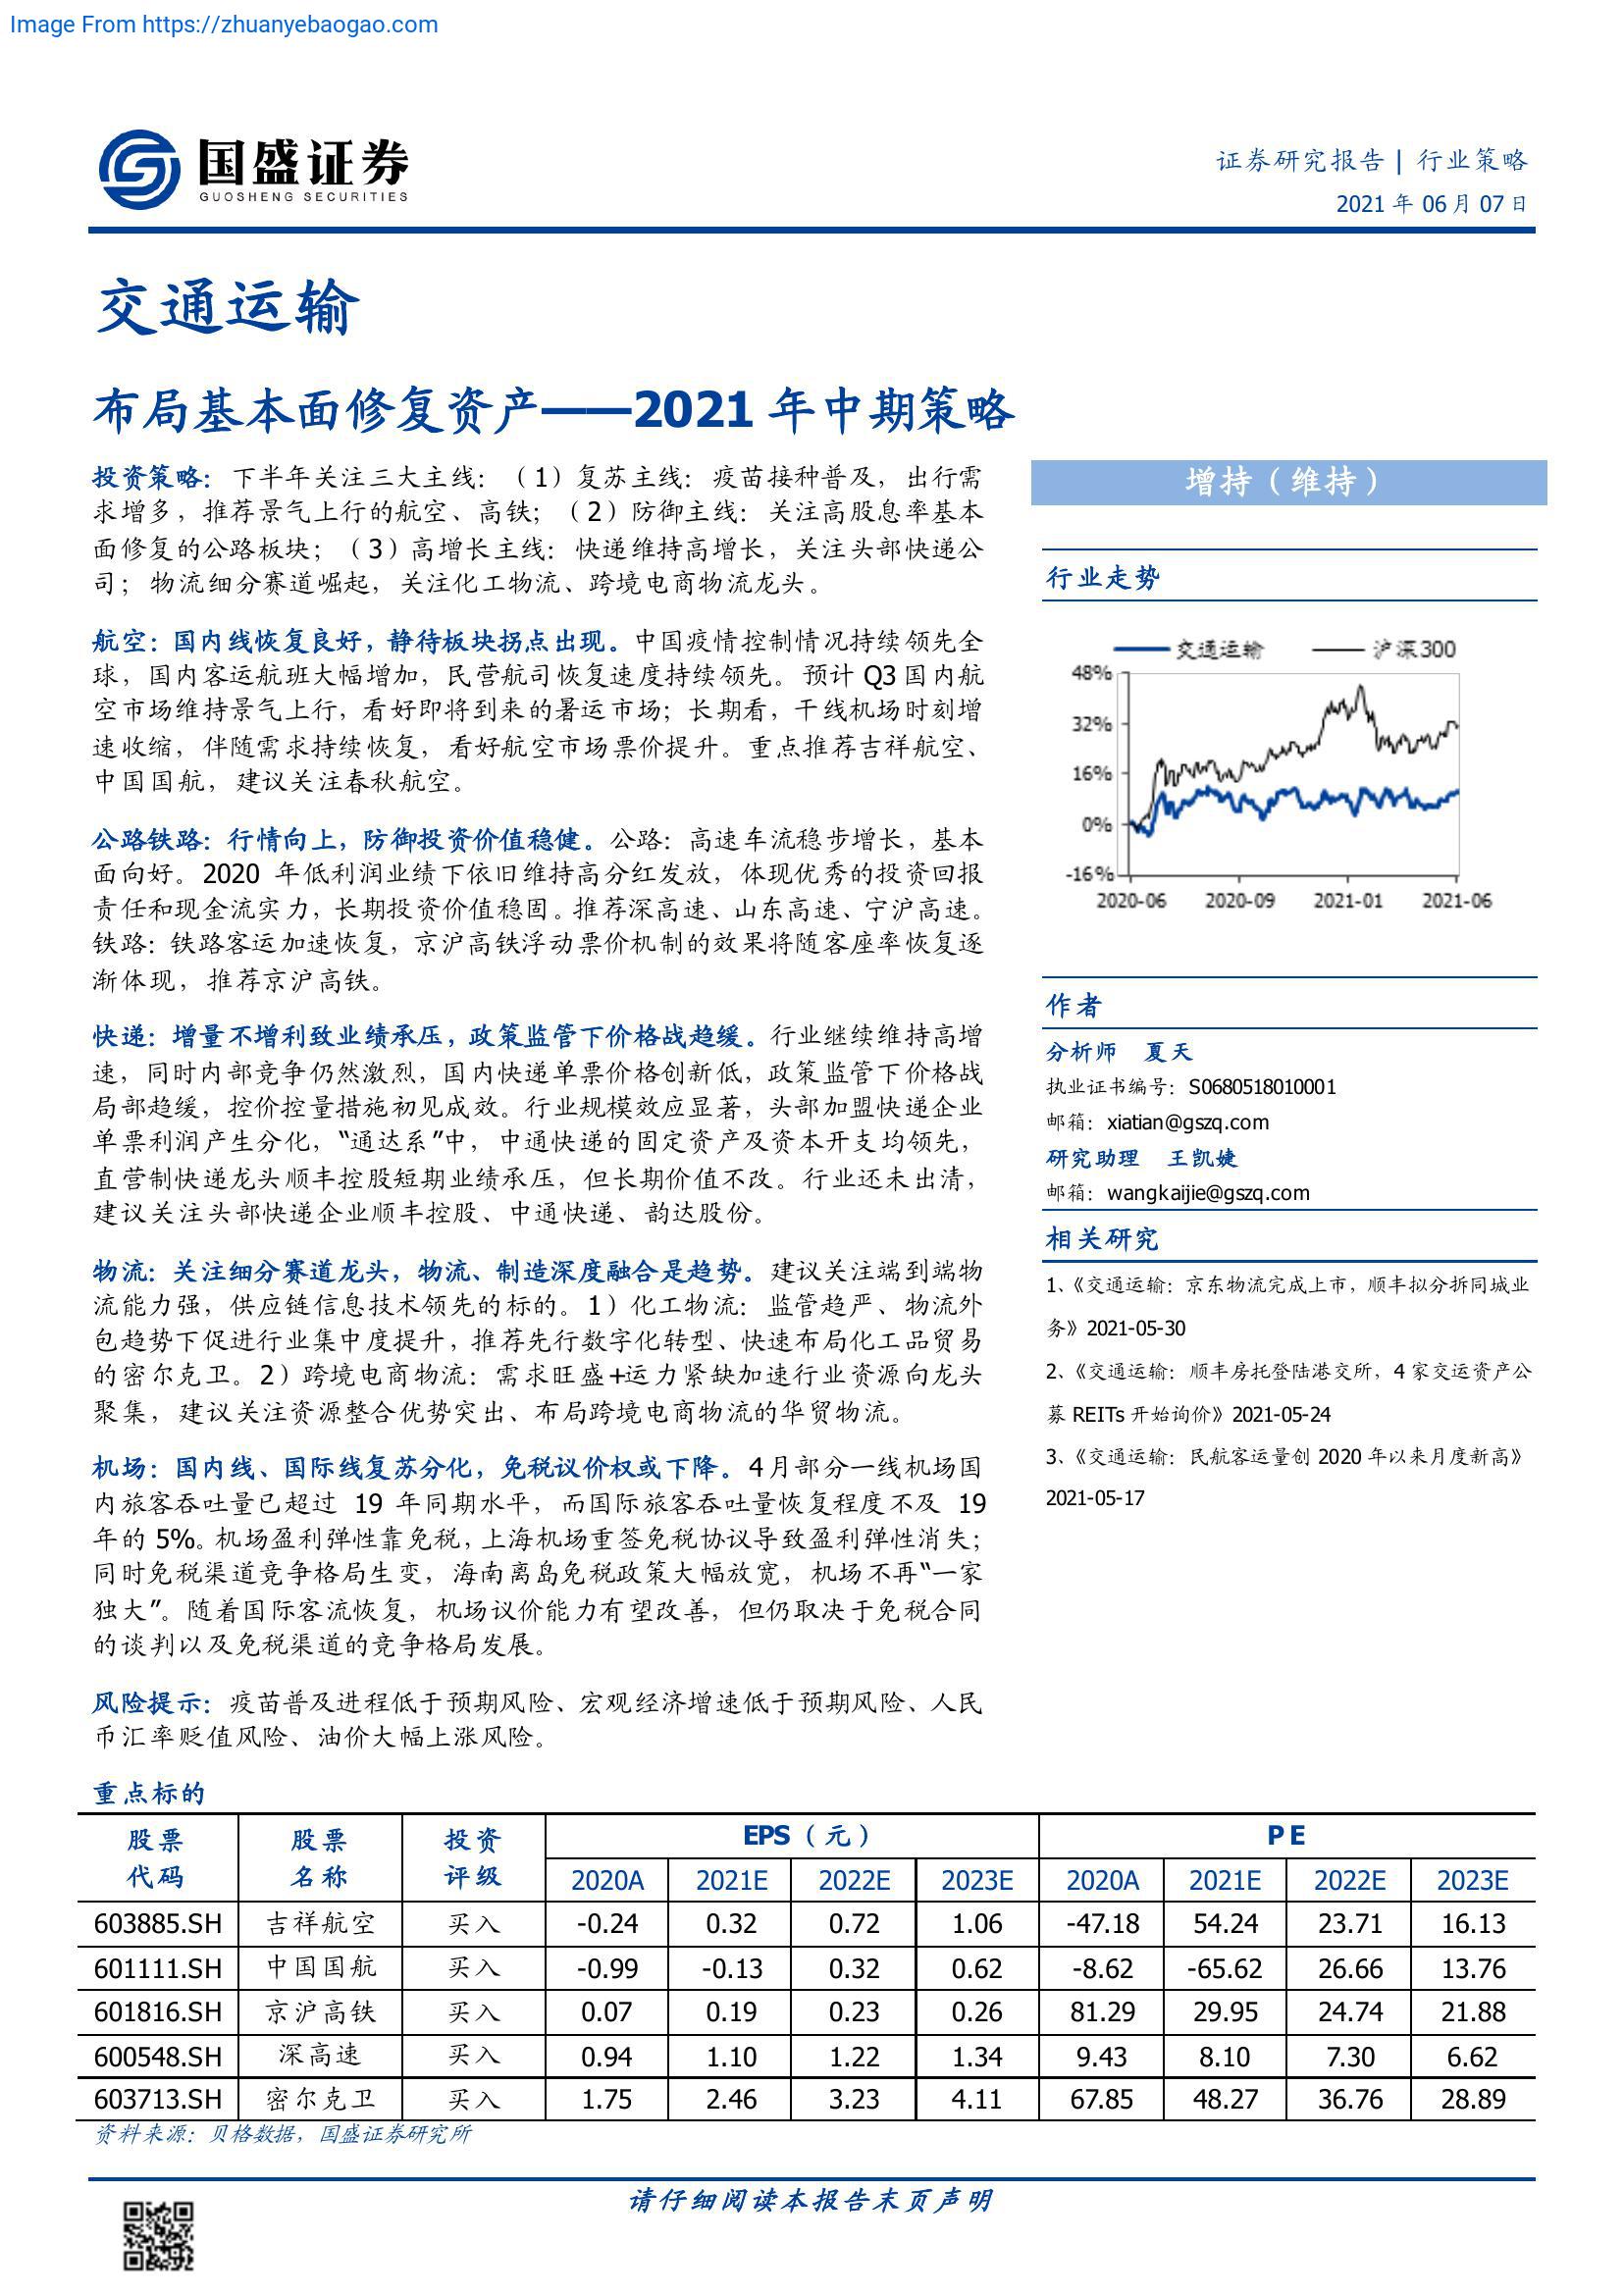 Image From https://zhuanyebaogao.com
国盛证券
GUOSHENG SECURITIES
证券研究报告 | 行业策略
2021 年 06 月 07 日
交通运输
布局基本面修复资产——2021 年中期策略
投资策略：下半年关注三大主线：（1）复苏主线：疫苗接种普及，出行需
求增多，推荐景气上行的航空、高铁；（2）防御主线：关注高股息率基本
面修复的公路板块；（3）高增长主线：快递维持高增长，关注头部快递公
司；物流细分赛道崛起，关注化工物流、跨境电商物流龙头。
航空：国内线恢复良好，静待板块拐点出现。中国疫情控制情况持续领先全
球，国内客运航班大幅增加，民营航司恢复速度持续领先。预计 Q3 国内航
空市场维持景气上行，看好即将到来的暑运市场；长期看，干线机场时刻增
速收缩，伴随需求持续恢复，看好航空市场票价提升。重点推荐吉祥航空、
中国国航，建议关注春秋航空。
公路铁路：行情向上，防御投资价值稳健。公路：高速车流稳步增长，基本
面向好。2020 年低利润业绩下依旧维持高分红发放，体现优秀的投资回报
责任和现金流实力，长期投资价值稳固。推荐深高速、山东高速、宁沪高速。
铁路：铁路客运加速恢复，京沪高铁浮动票价机制的效果将随客座率恢复逐
渐体现，推荐京沪高铁。
快递：增量不增利致业绩承压，政策监管下价格战趋缓。行业继续维持高增
速，同时内部竞争仍然激烈，国内快递单票价格创新低，政策监管下价格战
局部趋缓，控价控量措施初见成效。行业规模效应显著，头部加盟快递企业
单票利润产生分化，“通达系”中，中通快递的固定资产及资本开支均领先，
直营制快递龙头顺丰控股短期业绩承压，但长期价值不改。行业还未出清，
建议关注头部快递企业顺丰控股、中通快递、韵达股份。
物流：关注细分赛道龙头，物流、制造深度融合是趋势。建议关注端到端物
流能力强，供应链信息技术领先的标的。1）化工物流：监管趋严、物流外
包趋势下促进行业集中度提升，推荐先行数字化转型、快速布局化工品贸易
的密尔克卫。2）跨境电商物流：需求旺盛+运力紧缺加速行业资源向龙头
聚集，建议关注资源整合优势突出、布局跨境电商物流的华贸物流。
机场：国内线、国际线复苏分化，免税议价权或下降。4 月部分一线机场国
内旅客吞吐量已超过 19 年同期水平，而国际旅客吞吐量恢复程度不及 19
年的 5%。机场盈利弹性靠免税，上海机场重签免税协议导致盈利弹性消失；
同时免税渠道竞争格局生变，海南离岛免税政策大幅放宽，机场不再“一家
独大”。随着国际客流恢复，机场议价能力有望改善，但仍取决于免税合同
的谈判以及免税渠道的竞争格局发展。
风险提示：疫苗普及进程低于预期风险、宏观经济增速低于预期风险、人民
币汇率贬值风险、油价大幅上涨风险。
增持（维持）
行业走势
交通运输 沪深300
48%
32%
16%
0%
-16%
2020-06 2020-09 2021-01 2021-06
作者
分析师 夏天
执业证书编号：S0680518010001
邮箱：xiatian@gszq.com
研究助理 王凯婕
邮箱：wangkaijie@gszq.com
相关研究
1、《交通运输：京东物流完成上市，顺丰拟分拆同城业
务》2021-05-30
2、《交通运输：顺丰房托登陆港交所，4 家交运资产公
募 REITs 开始询价》2021-05-24
3、《交通运输：民航客运量创 2020 年以来月度新高》
2021-05-17
重点标的
股票 股票 投资 EPS（元） P E
代码 名称 评级 2020A 2021E 2022E 2023E 2020A 2021E 2022E 2023E
603885.SH 吉祥航空 买入 -0.24 0.32 0.72 1.06 -47.18 54.24 23.71 16.13
601111.SH 中国国航 买入 -0.99 -0.13 0.32 0.62 -8.62 -65.62 26.66 13.76
601816.SH 京沪高铁 买入 0.07 0.19 0.23 0.26 81.29 29.95 24.74 21.88
600548.SH 深高速 买入 0.94 1.10 1.22 1.34 9.43 8.10 7.30 6.62
603713.SH 密尔克卫 买入 1.75 2.46 3.23 4.11 67.85 48.27 36.76 28.89
资料来源：贝格数据，国盛证券研究所
请仔细阅读本报告末页声明